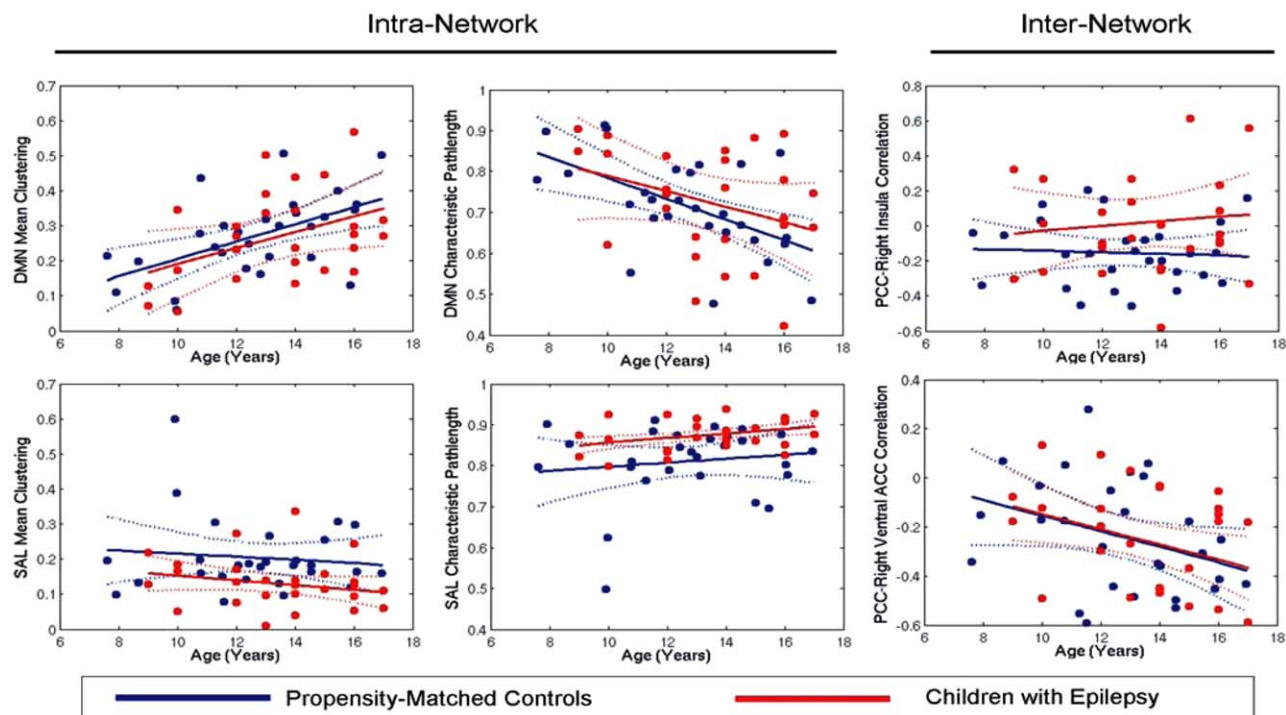 Intra-Network
Inter-Network
DMN Mean Clustering
0.7
0.6
0.5
0.4
0.3
0.2
0.1
0
6 8 10 12 14 16 18
Age (Years)
DMN Characteristic Pathlength
1
0.9
0.8
0.7
0.6
0.5
0.4
6 8 10 12 14 16 18
Age (Years)
PCC-Right Insula Correlation
0.8
0.6
0.4
0.2
0
-0.2
-0.4
-0.6
6 8 10 12 14 16 18
Age (Years)
SAL Mean Clustering
0.7
0.6
0.5
0.4
0.3
0.2
0.1
0
6 8 10 12 14 16 18
Age (Years)
SAL Characteristic Pathlength
1
0.9
0.8
0.7
0.6
0.5
0.4
6 8 10 12 14 16 18
Age (Years)
PCC-Right Ventral ACC Correlation
0.4
0.2
0
-0.2
-0.4
-0.6
6 8 10 12 14 16 18
Age (Years)
Propensity-Matched Controls
Children with Epilepsy